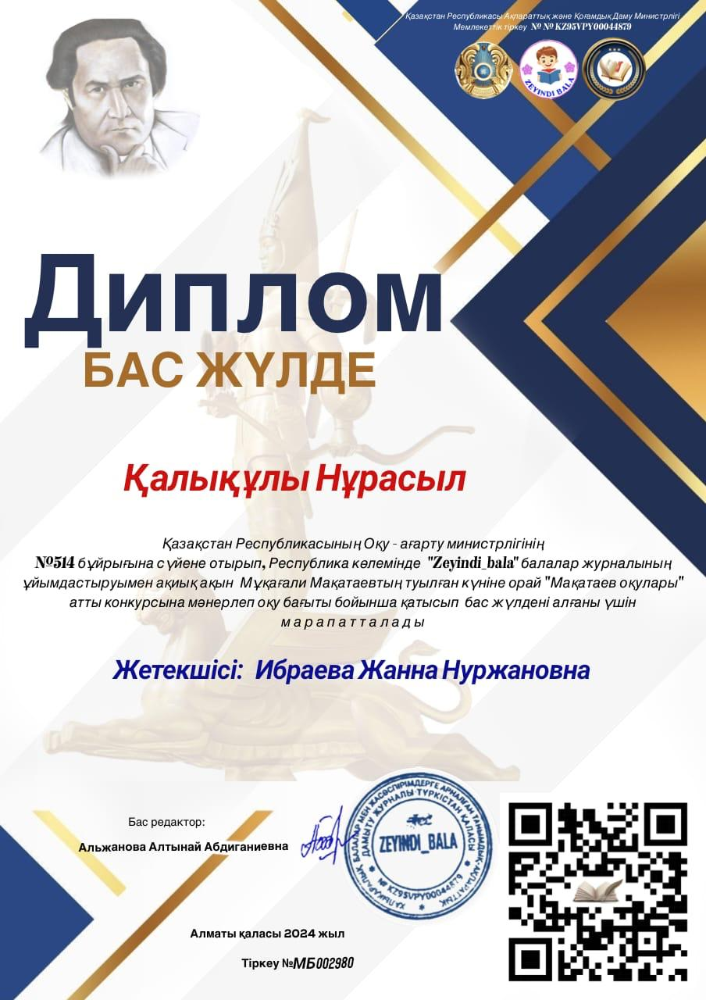 Қазақстан Республикасы Ақпараттық және Қоғамдық Даму Министрлігі
Мемлекеттік тіркеу № № KZ95VPY00044879
ZEYINDI BALA
Диплом
БАС ЖҮЛДЕ
Қалықұлы Нұрасыл
Қазақстан Республикасының Оқу - ағарту министрлігінің
№514 бұйрығына сүйене отырып, Республика көлемінде "Zeyindi_bala" балалар журналының
ұйымдастыруымен ақиық ақын Мұқағали Мақатаевтың туылған күніне орай "Мақатаев оқулары"
атты конкурсына мәнерлеп оқу бағыты бойынша қатысып бас жүлдені алғаны үшін
марапатталады
Жетекшісі: Ибраева Жанна Нуржановна
Бас редактор:
Альжанова Алтынай Абдиганиевна
ХАЛЫҚАРАЛЫҚ БАЛАЛАР МЕН ЖАСӨСПІРІМДЕРГЕ АРНАЛҒАН ТАНЫМДЫҚ-АҚПАРАТТЫҚ
ДАМЫТУ ЖУРНАЛЫ ТҮРКІСТАН ҚАЛАСЫ
ZEYINDI_BALA
№ KZ95VPY00044879
Алматы қаласы 2024 жыл
Тіркеу №МБ002980